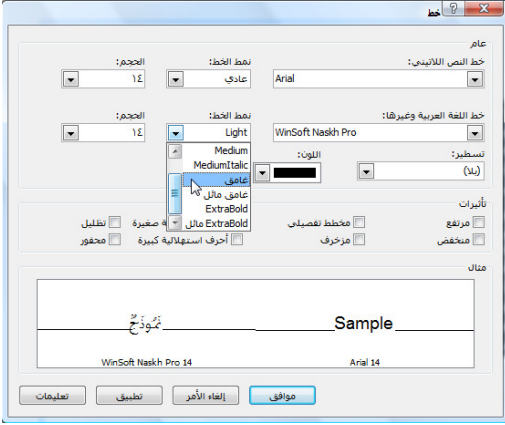 خط
عام
خط النص اللاتيني: نمط الخط: الحجم:
Arial عادي ١٤
خط اللغة العربية وغيرها: نمط الخط: الحجم:
WinSoft Naskh Pro Light ١٤
Medium
MediumItalic
غامق
غامق مائل
ExtraBold
ExtraBold مائل
تسطير: اللون:
(بلا)
تأثيرات
مرتفع مخطط تفصيلي ة صغيرة تظليل
منخفض مزخرف أحرف استهلالية كبيرة محفور
مثال
Sample نَمُوذَجٌ
Arial 14 WinSoft Naskh Pro 14
موافق إلغاء الأمر تطبيق تعليمات